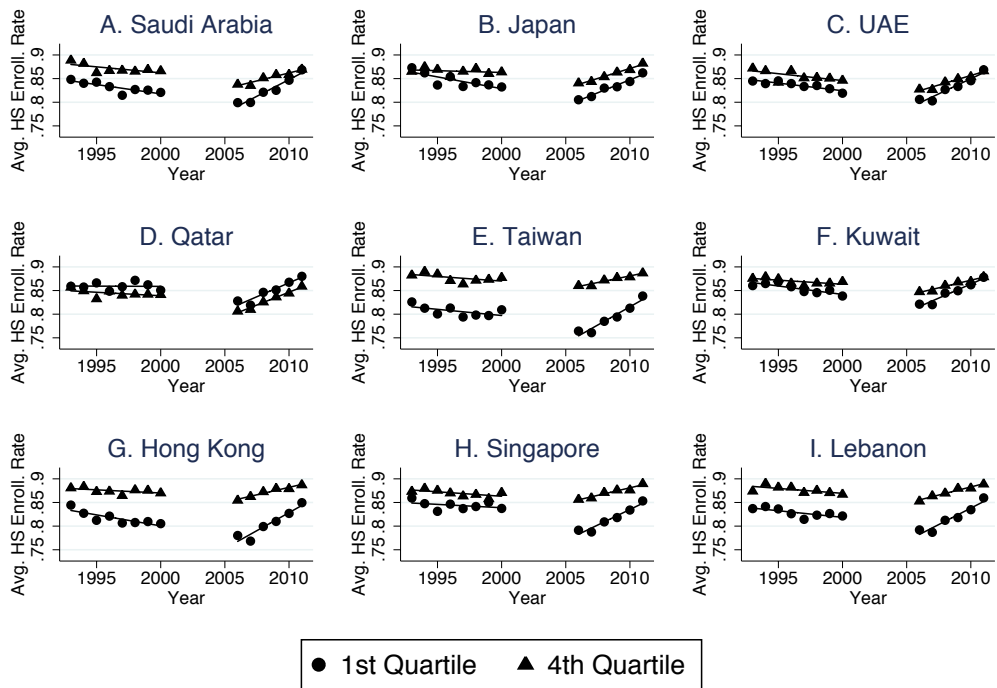 A. Saudi Arabia
Avg. HS Enroll. Rate
.75 .8 .85 .9
1995 2000 2005 2010
Year
B. Japan
Avg. HS Enroll. Rate
.75 .8 .85 .9
1995 2000 2005 2010
Year
C. UAE
Avg. HS Enroll. Rate
.75 .8 .85 .9
1995 2000 2005 2010
Year
D. Qatar
Avg. HS Enroll. Rate
.75 .8 .85 .9
1995 2000 2005 2010
Year
E. Taiwan
Avg. HS Enroll. Rate
.75 .8 .85 .9
1995 2000 2005 2010
Year
F. Kuwait
Avg. HS Enroll. Rate
.75 .8 .85 .9
1995 2000 2005 2010
Year
G. Hong Kong
Avg. HS Enroll. Rate
.75 .8 .85 .9
1995 2000 2005 2010
Year
H. Singapore
Avg. HS Enroll. Rate
.75 .8 .85 .9
1995 2000 2005 2010
Year
I. Lebanon
Avg. HS Enroll. Rate
.75 .8 .85 .9
1995 2000 2005 2010
Year
1st Quartile 4th Quartile